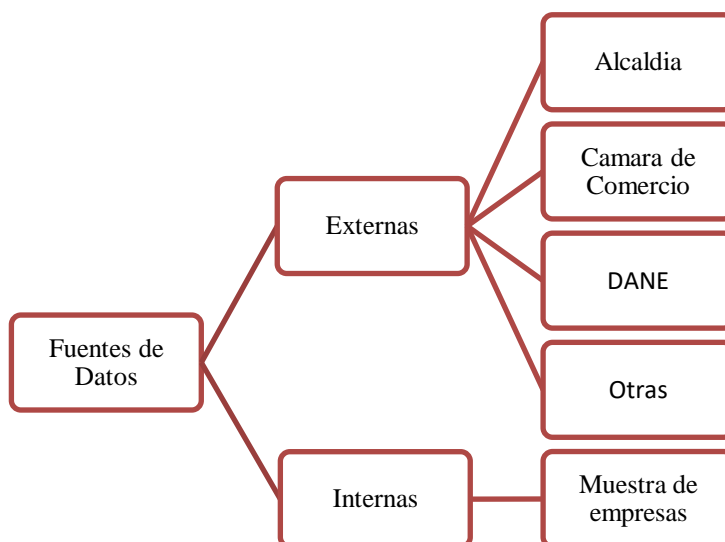 Fuentes de
Datos
Externas
Alcaldia
Camara de
Comercio
DANE
Otras
Internas
Muestra de
empresas